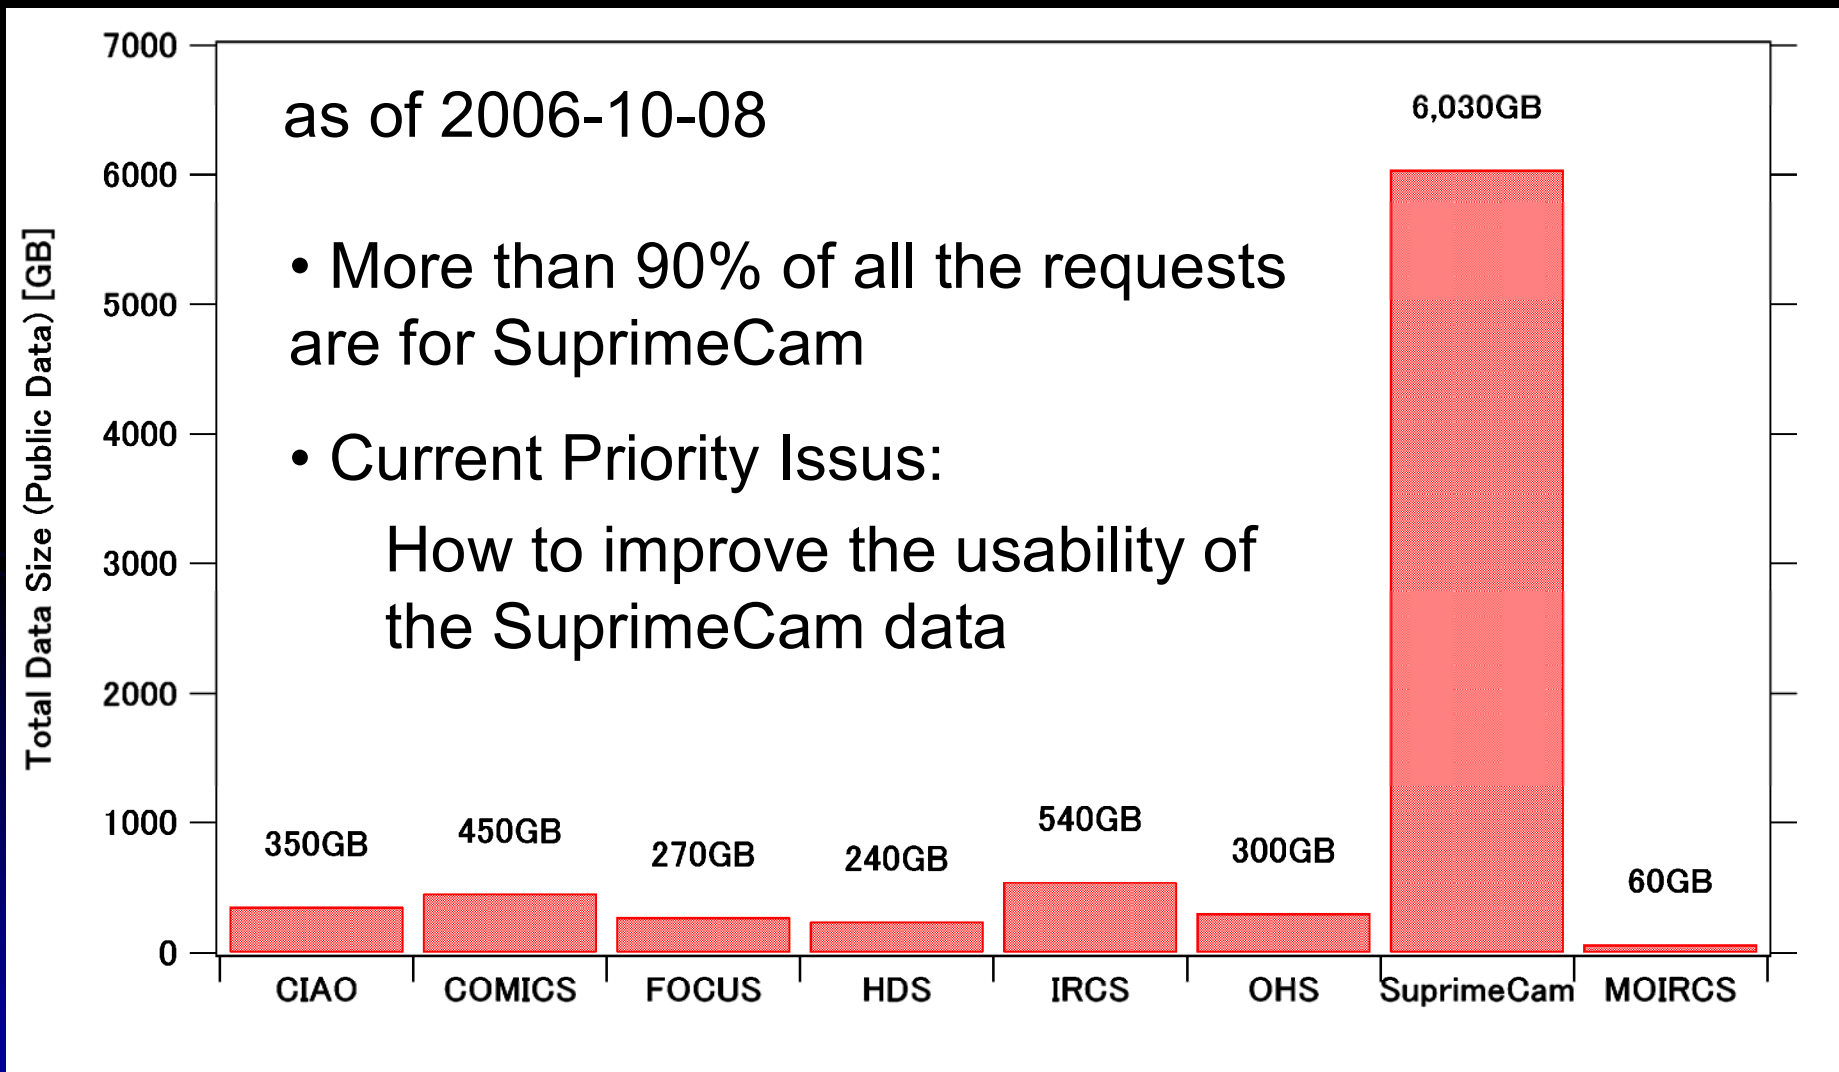 7000
6000
5000
4000
3000
2000
1000
0
Total Data Size (Public Data) [GB]
as of 2006-10-08
• More than 90% of all the requests
are for SuprimeCam
• Current Priority Issus:
How to improve the usability of
the SuprimeCam data
350GB
450GB
270GB
240GB
540GB
300GB
6,030GB
60GB
CIAO
COMICS
FOCUS
HDS
IRCS
OHS
SuprimeCam
MOIRCS